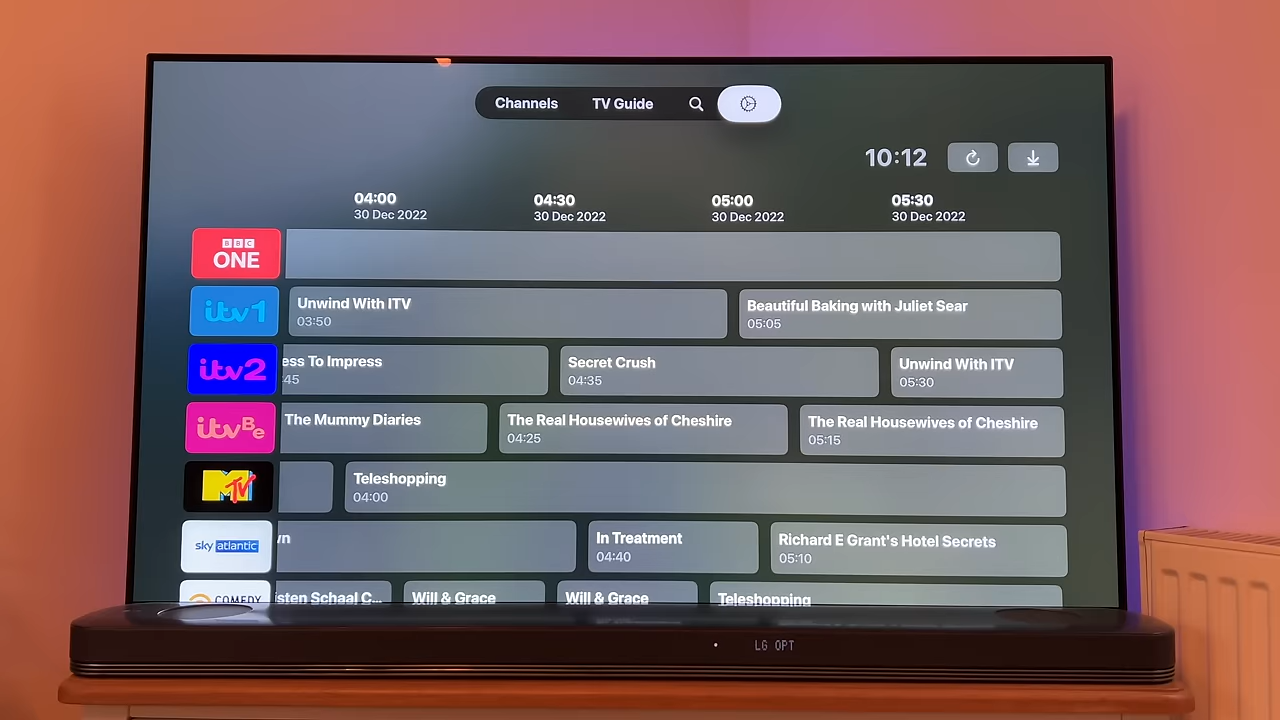 Channels TV Guide
10:12
04:00 04:30 05:00 05:30
30 Dec 2022 30 Dec 2022 30 Dec 2022 30 Dec 2022
BBC
ONE
itv1
Unwind With ITV
03:50
Beautiful Baking with Juliet Sear
05:05
itv2
ess To Impress
:45
Secret Crush
04:35
Unwind With ITV
05:30
itvBe
The Mummy Diaries
The Real Housewives of Cheshire
04:25
The Real Housewives of Cheshire
05:15
MTV
Teleshopping
04:00
sky atlantic
In Treatment
04:40
Richard E Grant's Hotel Secrets
05:10
COMEDY
isten Schaal C...
Will & Grace
Will & Grace
Teleshopping
LG OPT